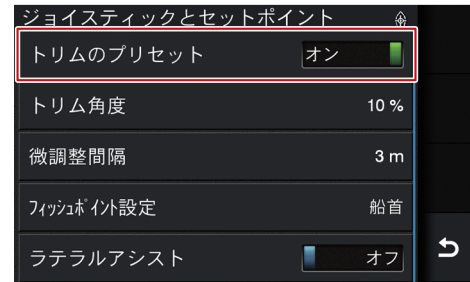 ジョイスティックとセットポイント
トリムのプリセット オン
トリム角度 10 %
微調整間隔 3 m
ﾌｨｯｼｭﾎﾟｲﾝﾄ設定 船首
ラテラルアシスト オフ